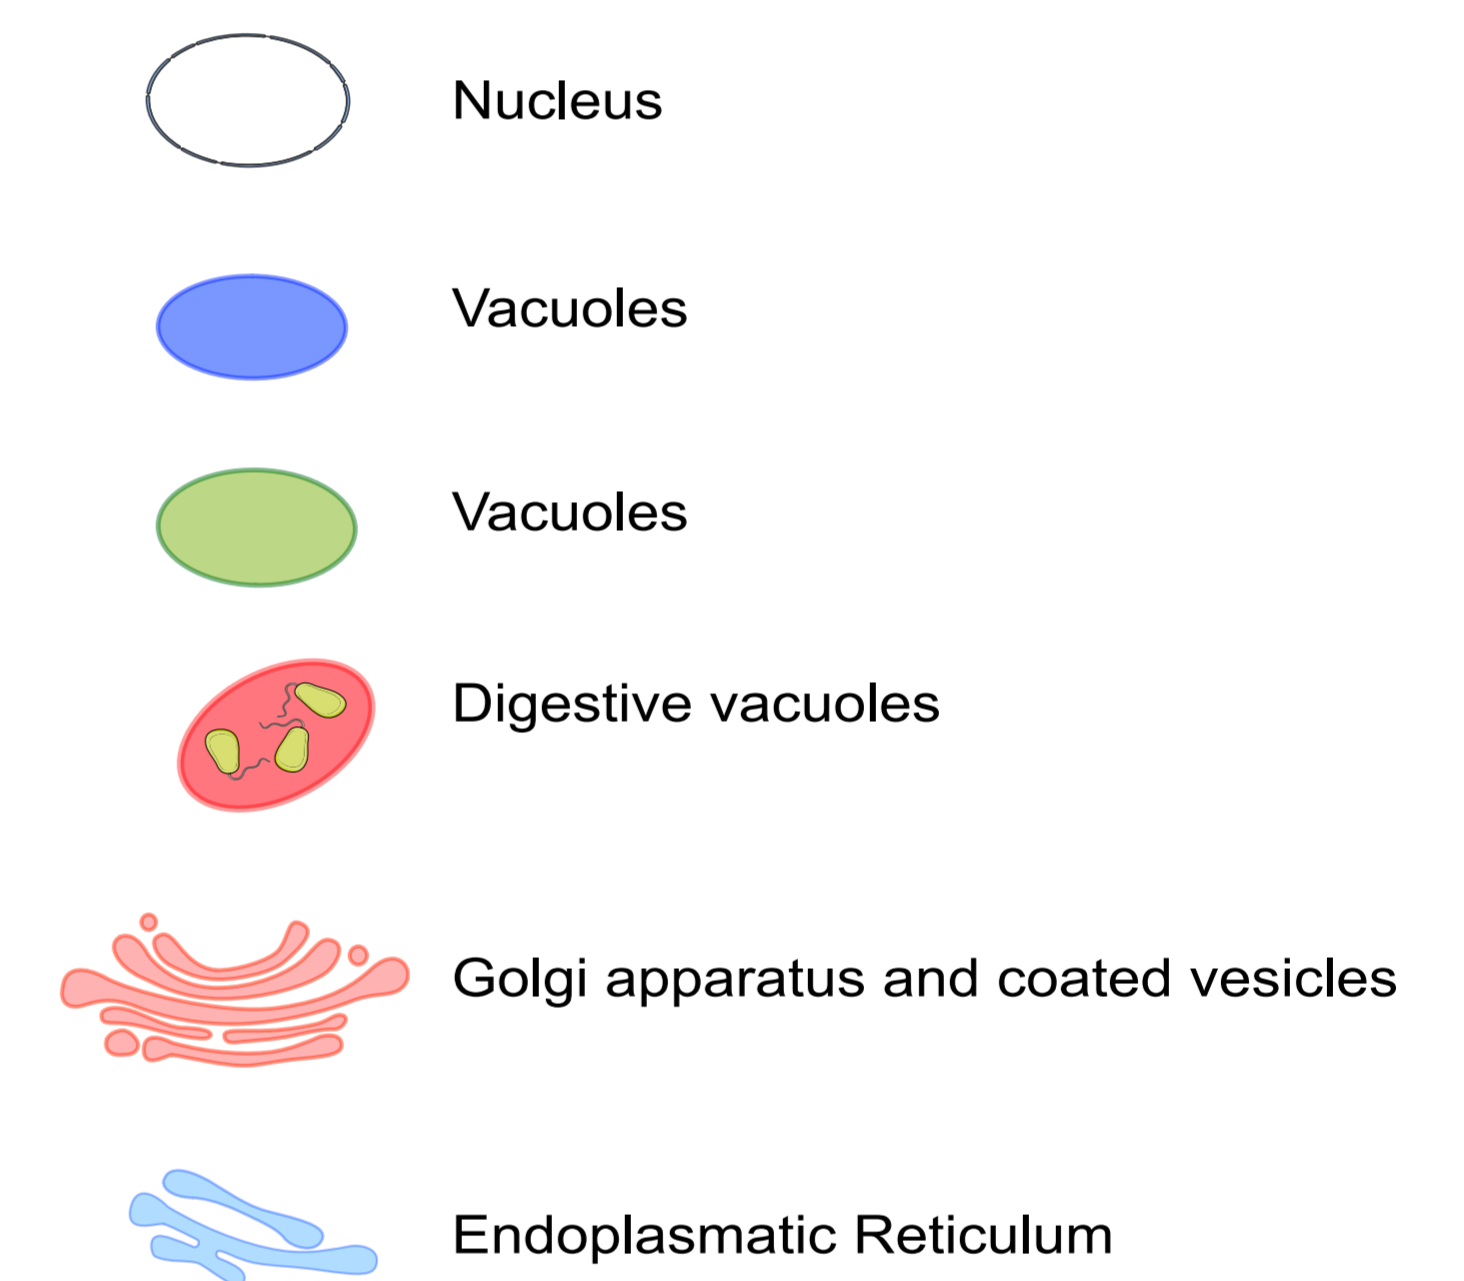 Nucleus
Vacuoles
Vacuoles
Digestive vacuoles
Golgi apparatus and coated vesicles
Endoplasmatic Reticulum